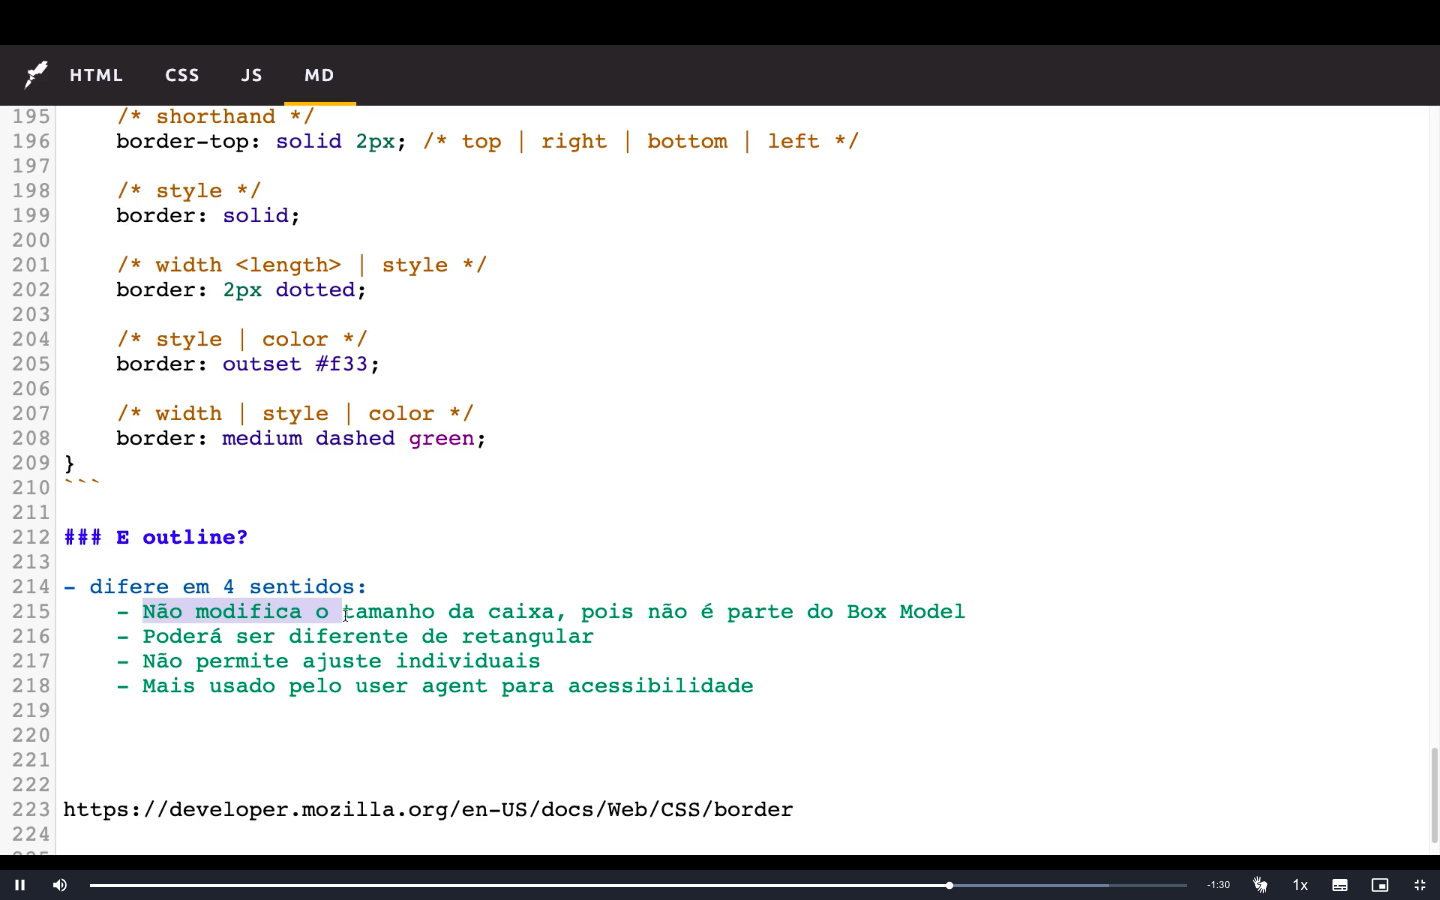 HTML CSS JS MD
195 /* shorthand */
196 border-top: solid 2px; /* top | right | bottom | left */
197
198 /* style */
199 border: solid;
200
201 /* width <length> | style */
202 border: 2px dotted;
203
204 /* style | color */
205 border: outset #f33;
206
207 /* width | style | color */
208 border: medium dashed green;
209 }
210 ```
211
212 ### E outline?
213
214 - difere em 4 sentidos:
215 - Não modifica o tamanho da caixa, pois não é parte do Box Model
216 - Poderá ser diferente de retangular
217 - Não permite ajuste individuais
218 - Mais usado pelo user agent para acessibilidade
219
220
221
222
223 https://developer.mozilla.org/en-US/docs/Web/CSS/border
224
-1:30 1x